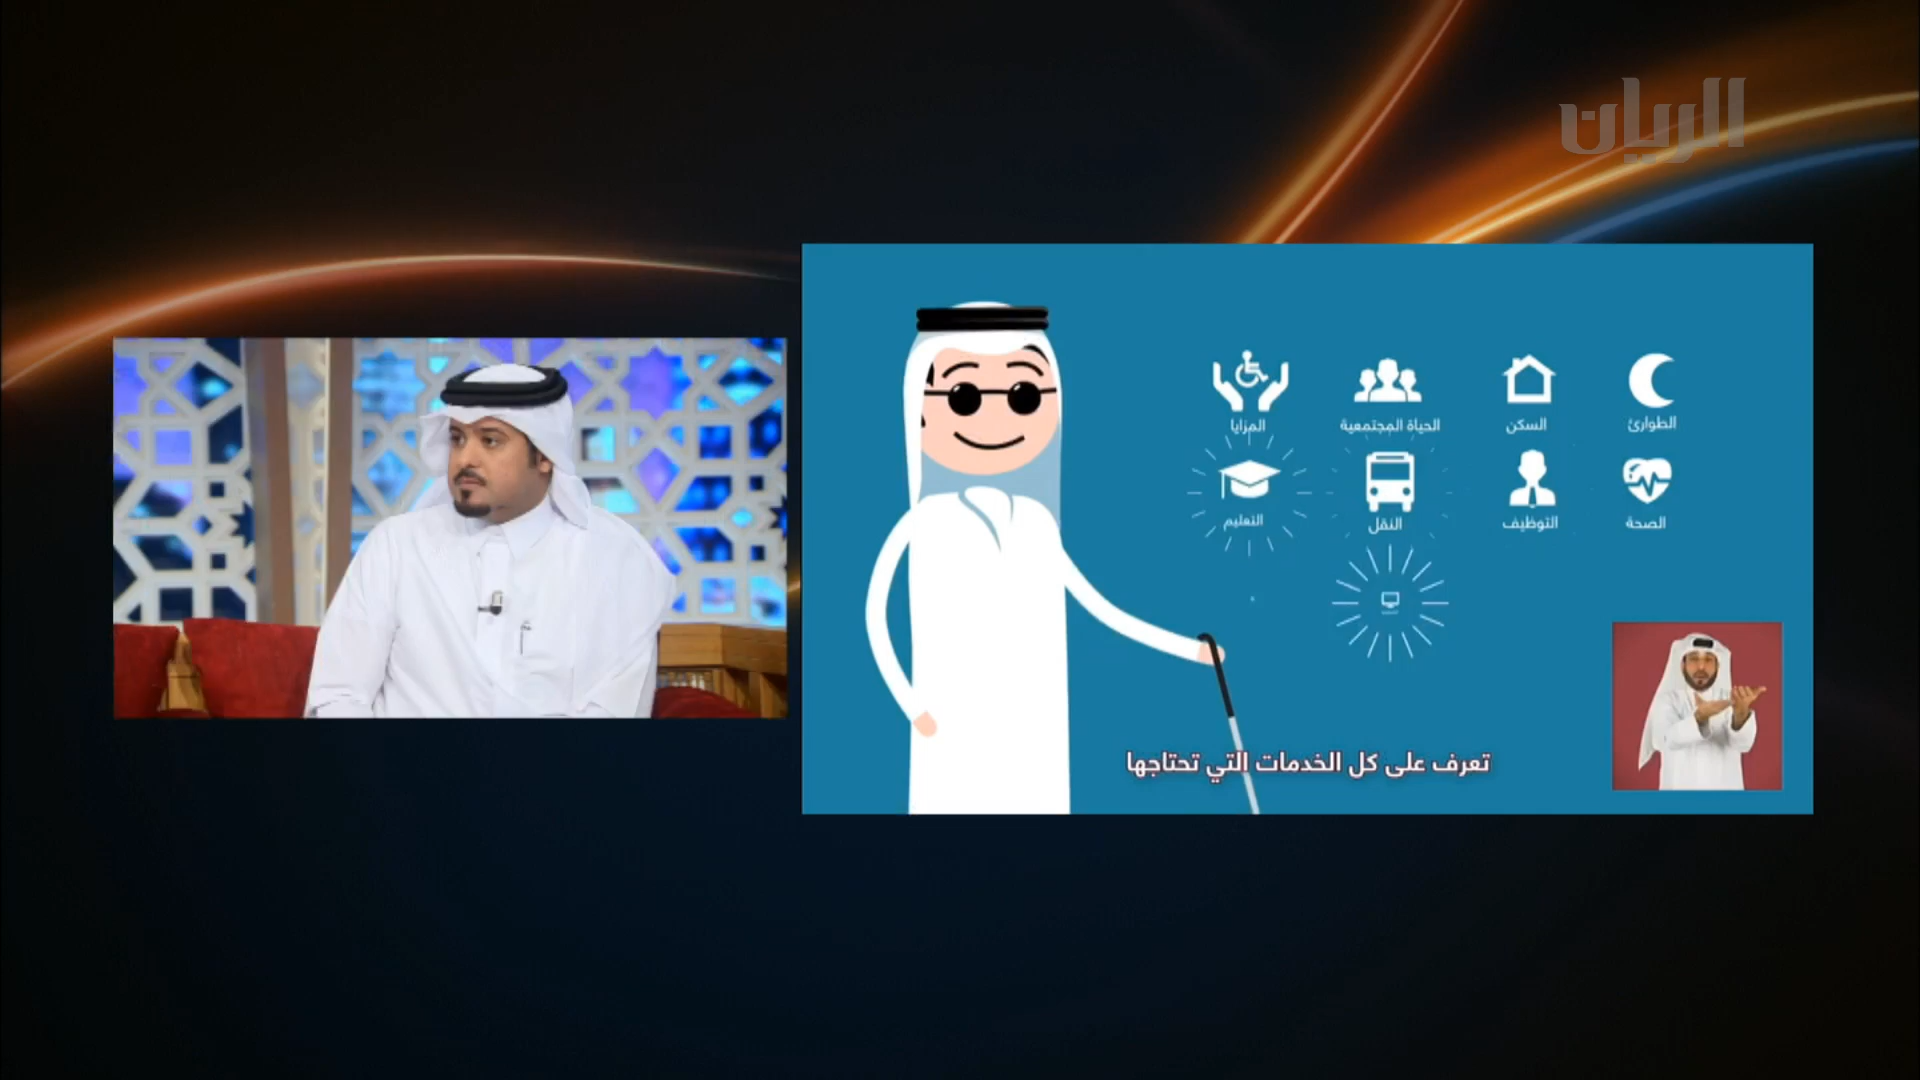 الريان
الطوارئ
السكن
الحياة المجتمعية
المزايا
الصحة
التوظيف
النقل
التعليم
تعرف على كل الخدمات التي تحتاجها